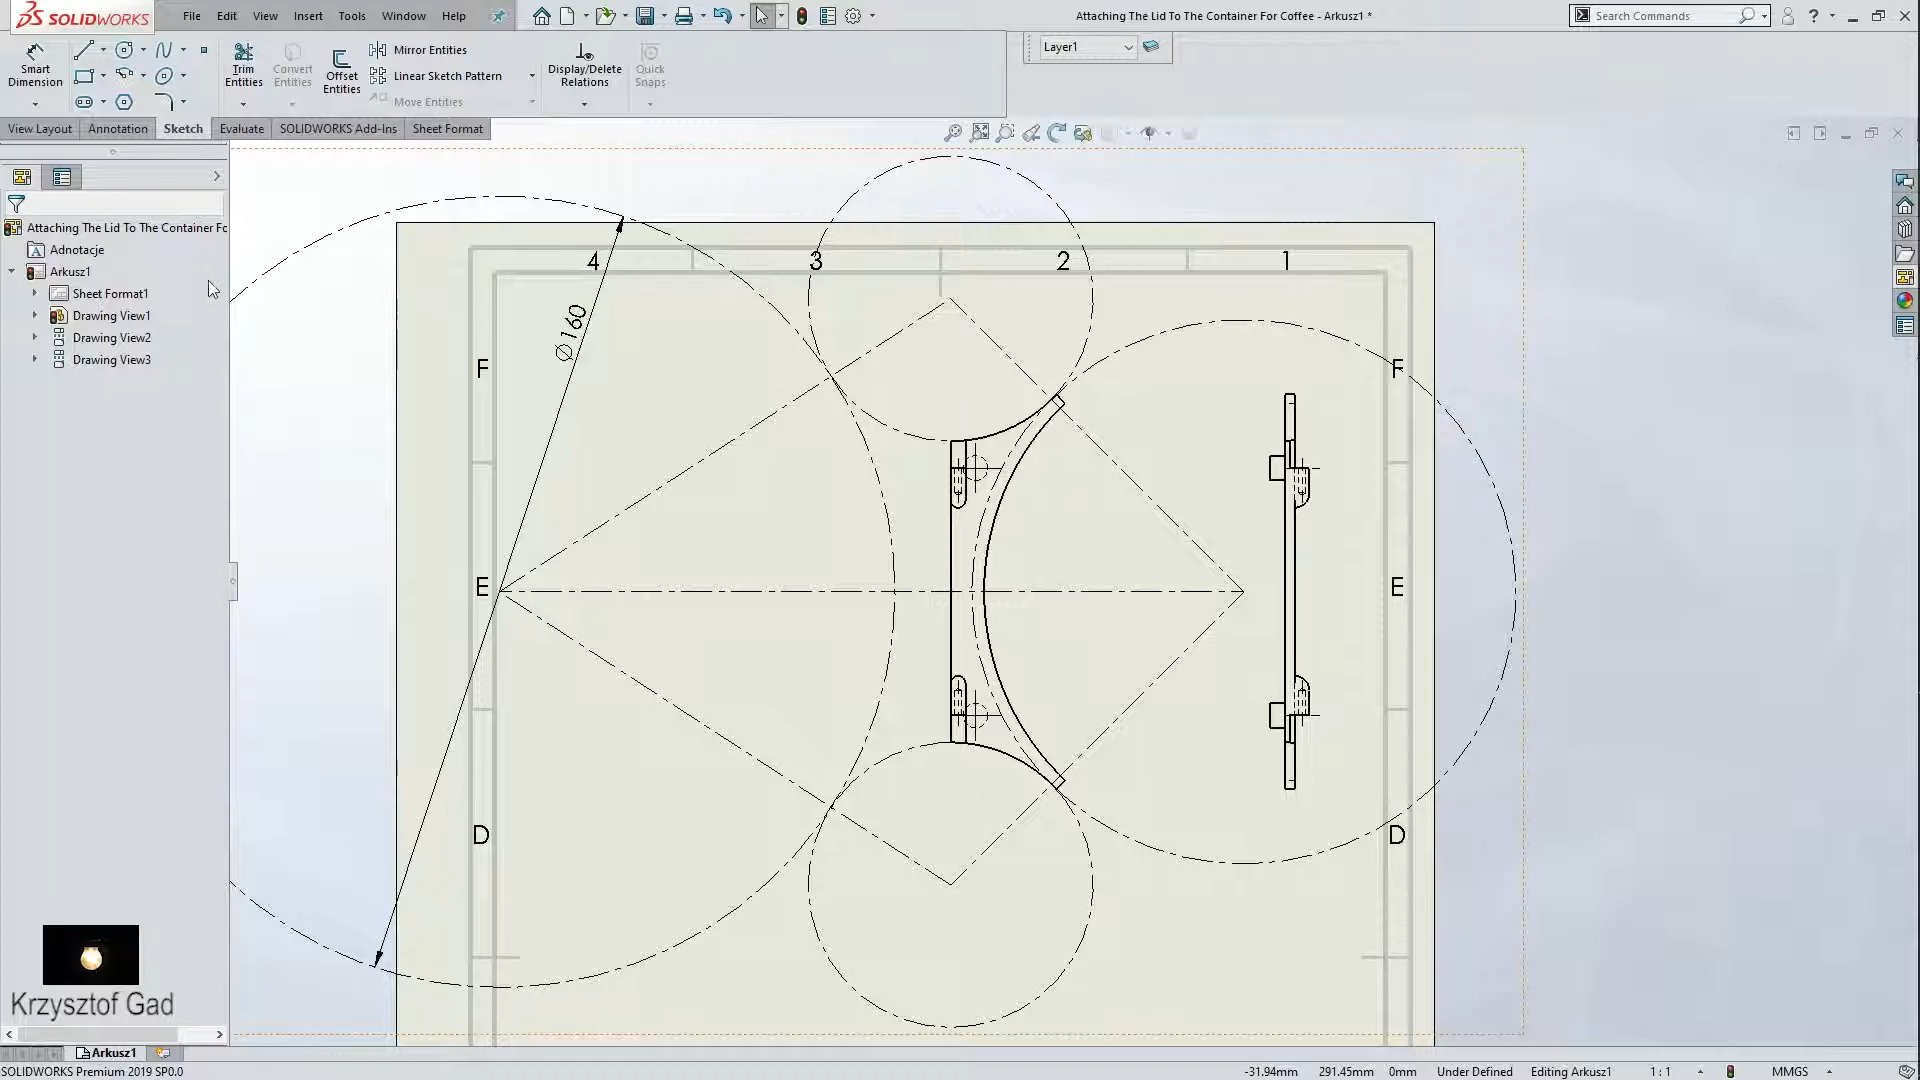 SOLIDWORKS
File Edit View Insert Tools Window Help
Attaching The Lid To The Container For Coffee - Arkusz1 *
Search Commands
?
Smart Dimension
Trim Entities
Convert Entities
Offset Entities
Mirror Entities
Linear Sketch Pattern
Move Entities
Display/Delete Relations
Quick Snaps
Layer1
View Layout Annotation Sketch Evaluate SOLIDWORKS Add-Ins Sheet Format
Attaching The Lid To The Container Fc
A Adnotacje
Arkusz1
Sheet Format1
Drawing View1
Drawing View2
Drawing View3
4 3 2 1
∅160
F F
E E
D D
Krzysztof Gad
Arkusz1
SOLIDWORKS Premium 2019 SP0.0
-31.94mm 291.45mm 0mm Under Defined Editing Arkusz1 1 : 1 MMGS